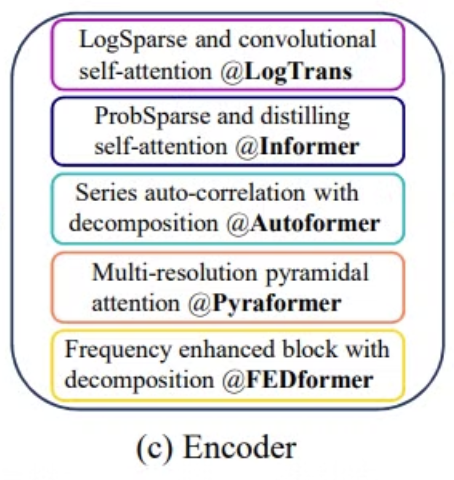 LogSparse and convolutional
self-attention @LogTrans
ProbSparse and distilling
self-attention @Informer
Series auto-correlation with
decomposition @Autoformer
Multi-resolution pyramidal
attention @Pyraformer
Frequency enhanced block with
decomposition @FEDformer
(c) Encoder